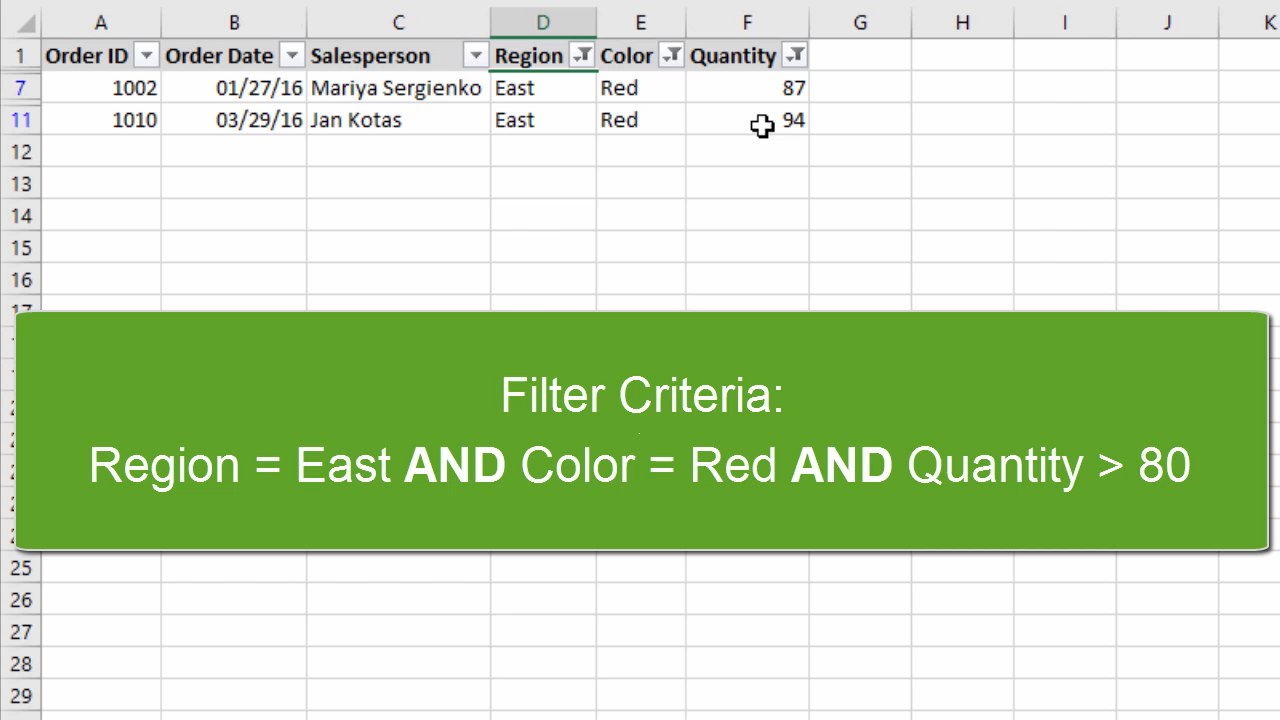 A B C D E F G H I J K
1 Order ID Order Date Salesperson Region Color Quantity
7 1002 01/27/16 Mariya Sergienko East Red 87
11 1010 03/29/16 Jan Kotas East Red 94
12
13
14
15
16
Filter Criteria:
Region = East AND Color = Red AND Quantity > 80
25
26
27
28
29